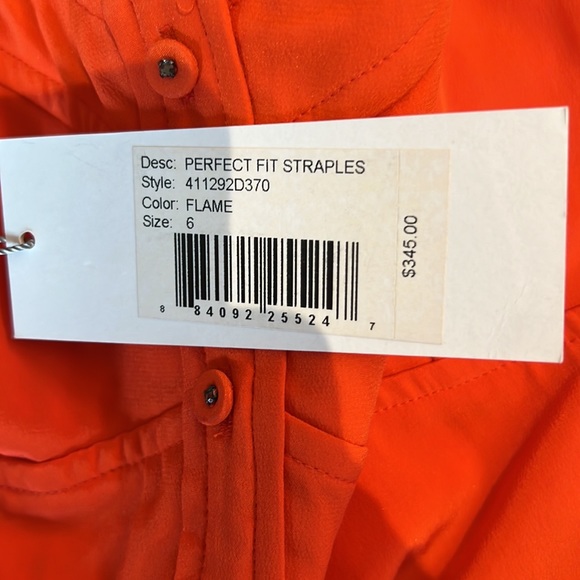 Desc: PERFECT FIT STRAPLES
Style: 411292D370
Color: FLAME
Size: 6
$345.00
8 84092 25524 7